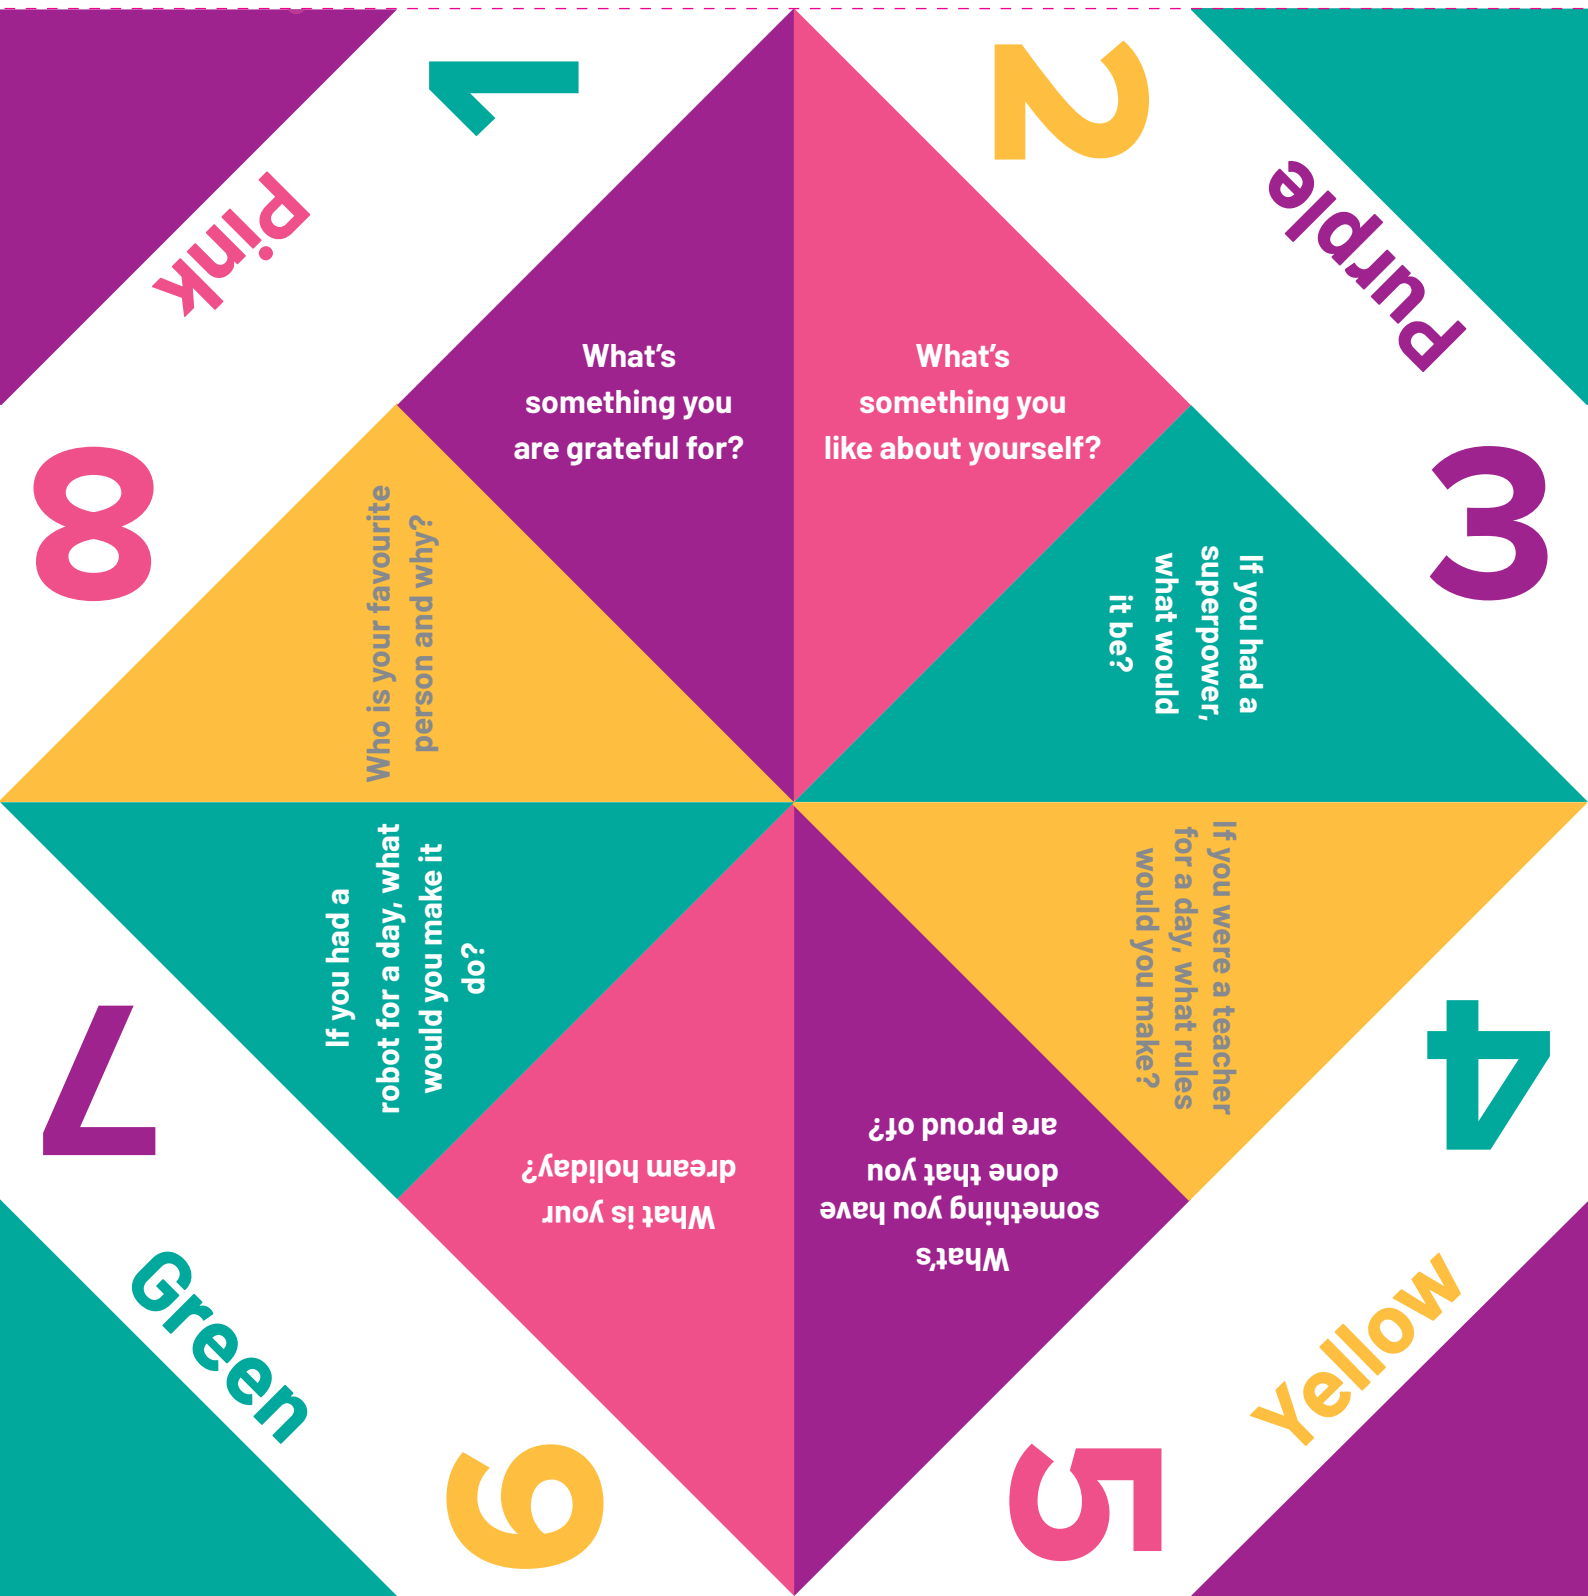 1
2
Pink
Purple
What's
something you
are grateful for?
What's
something you
like about yourself?
8
3
Who is your favourite
person and why?
If you had a
superpower,
what would
it be?
If you had a
robot for a day, what
would you make it
do?
If you were a teacher
for a day, what rules
would you make?
7
4
What is your
dream holiday?
What's
something you have
done that you
are proud of?
Green
Yellow
6
5